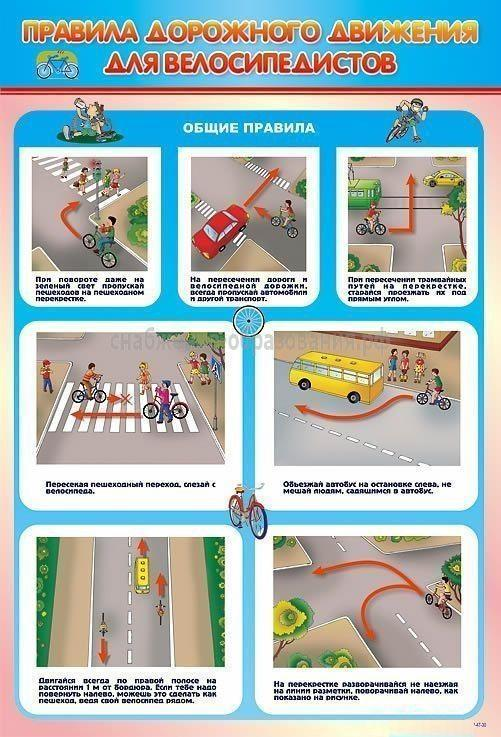 ПРАВИЛА ДОРОЖНОГО ДВИЖЕНИЯ
ДЛЯ ВЕЛОСИПЕДИСТОВ
ОБЩИЕ ПРАВИЛА
При повороте даже на
зеленый свет пропускай
пешеходов на пешеходном
перекрестке.
На пересечении дороги и
велосипедной дорожки,
всегда пропускай автомобили
и другой транспорт.
При пересечении трамвайных
путей на перекрестке,
старайся проезжать их под
прямым углом.
снабжениеобразования.рф
Пересекая пешеходный переход, слезай с
велосипеда.
Объезжай автобус на остановке слева, не
мешай людям, садящимся в автобус.
Двигайся всегда по правой полосе на
расстоянии 1 м от бордюра. Если тебе надо
повернуть налево, можешь это сделать как
пешеход, ведя свой велосипед рядом.
На перекрестке разворачивайся не наезжая
на линии разметки, поворачивай налево, как
показано на рисунке.